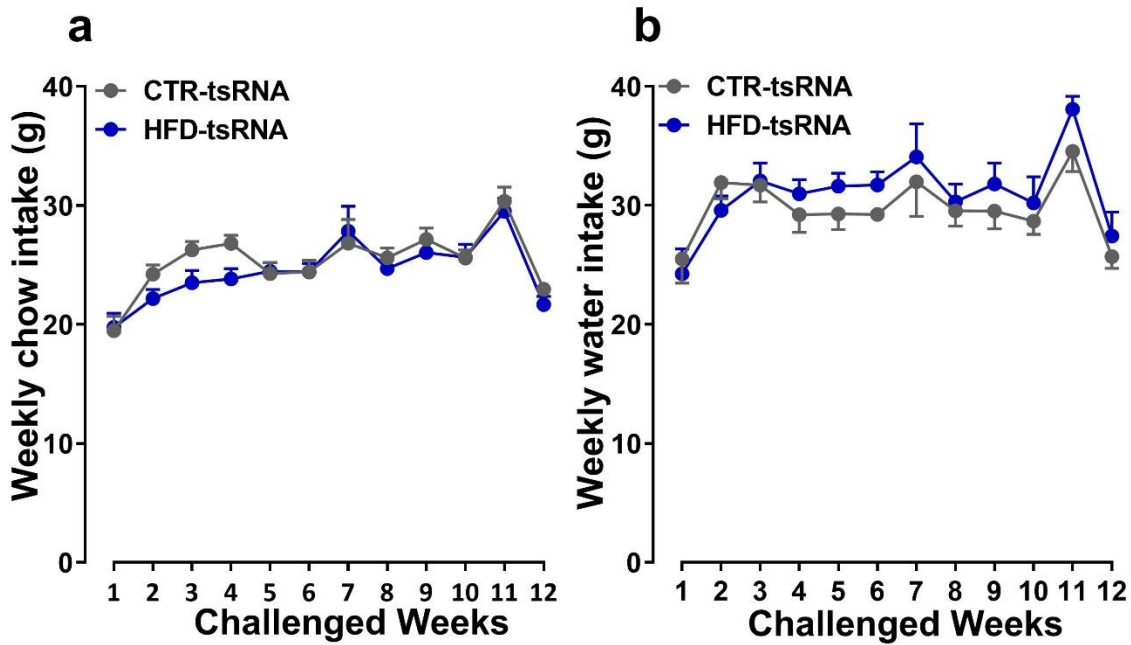 a
CTR-tsRNA
HFD-tsRNA
Weekly chow intake (g)
40
30
20
10
0
1 2 3 4 5 6 7 8 9 10 11 12
Challenged Weeks
b
CTR-tsRNA
HFD-tsRNA
Weekly water intake (g)
40
30
20
10
0
1 2 3 4 5 6 7 8 9 10 11 12
Challenged Weeks